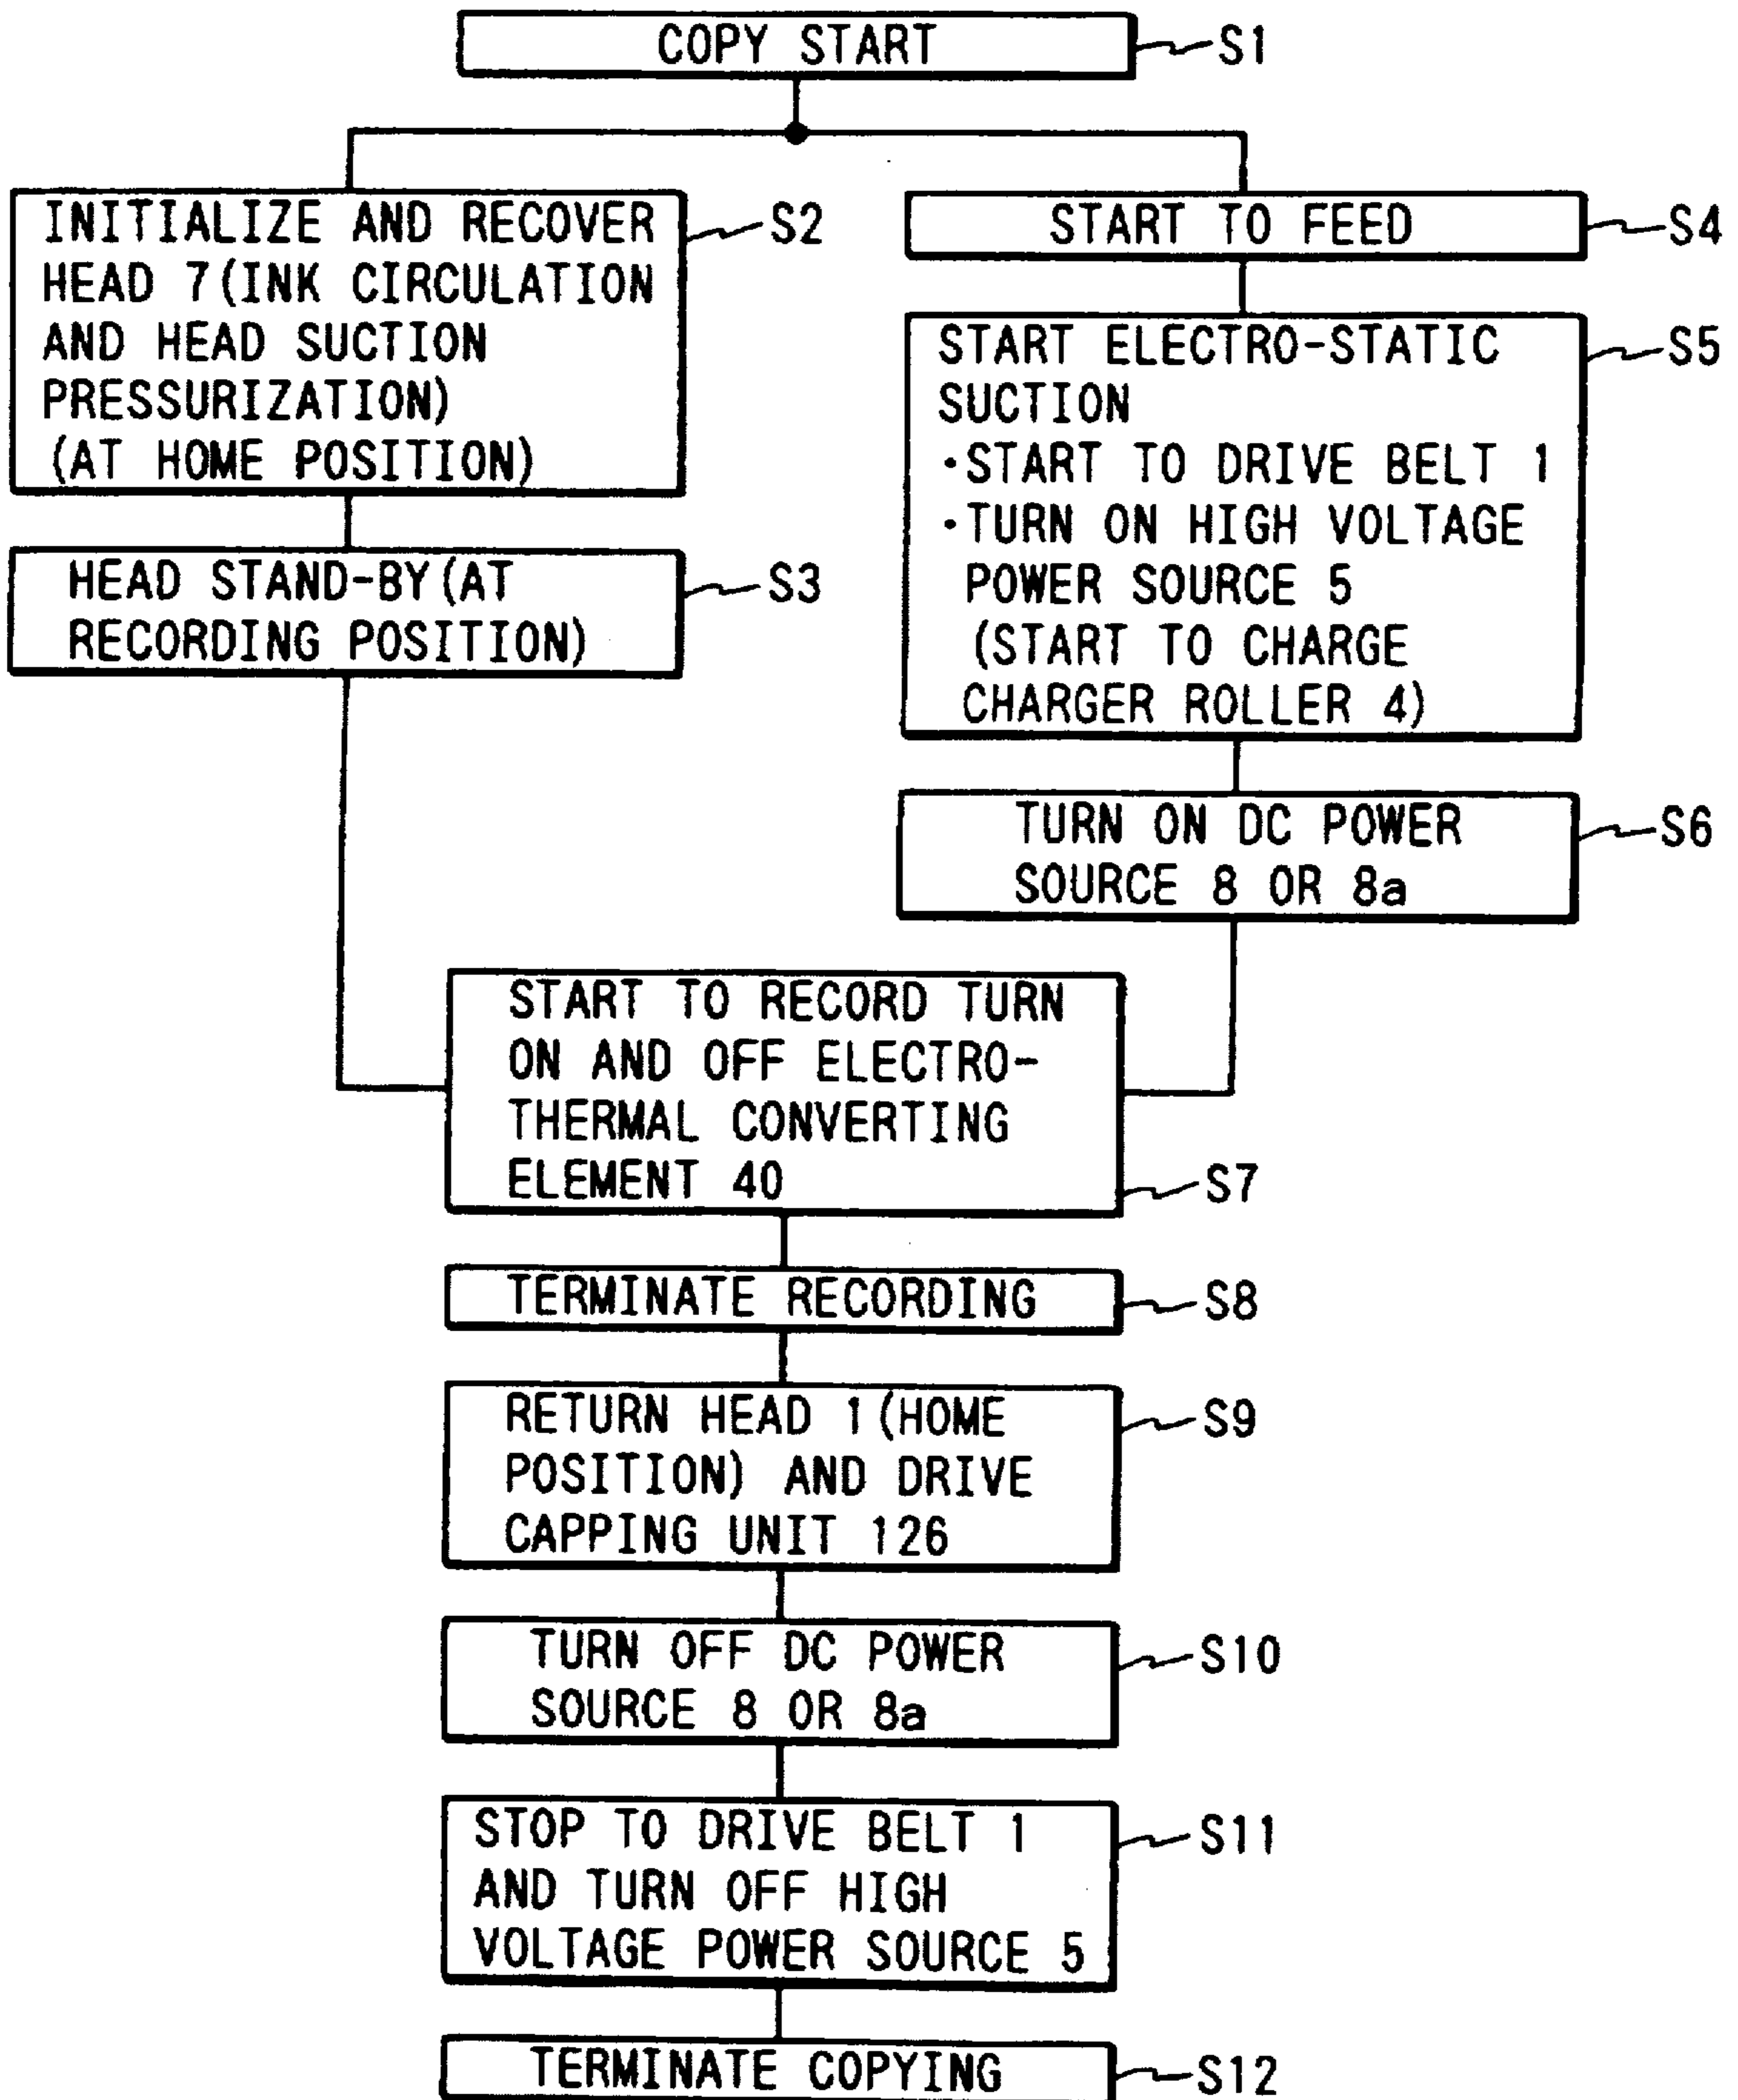 COPY START
S1
INITIALIZE AND RECOVER
HEAD 7(INK CIRCULATION
AND HEAD SUCTION
PRESSURIZATION)
(AT HOME POSITION)
S2
HEAD STAND-BY(AT
RECORDING POSITION)
S3
START TO FEED
S4
START ELECTRO-STATIC
SUCTION
·START TO DRIVE BELT 1
·TURN ON HIGH VOLTAGE
POWER SOURCE 5
(START TO CHARGE
CHARGER ROLLER 4)
S5
TURN ON DC POWER
SOURCE 8 OR 8a
S6
START TO RECORD TURN
ON AND OFF ELECTRO-
THERMAL CONVERTING
ELEMENT 40
S7
TERMINATE RECORDING
S8
RETURN HEAD 1(HOME
POSITION) AND DRIVE
CAPPING UNIT 126
S9
TURN OFF DC POWER
SOURCE 8 OR 8a
S10
STOP TO DRIVE BELT 1
AND TURN OFF HIGH
VOLTAGE POWER SOURCE 5
S11
TERMINATE COPYING
S12